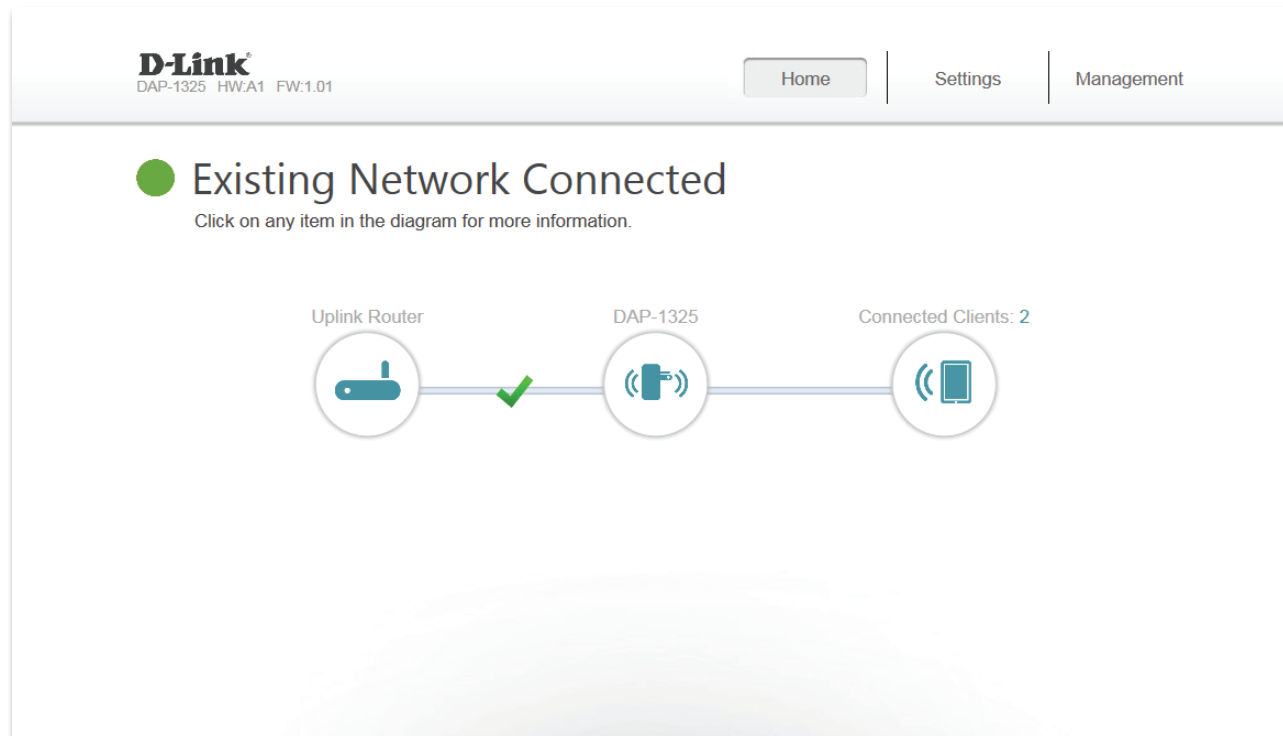 D-Link®
DAP-1325 HW:A1 FW:1.01
Home
Settings
Management
Existing Network Connected
Click on any item in the diagram for more information.
Uplink Router
DAP-1325
Connected Clients: 2